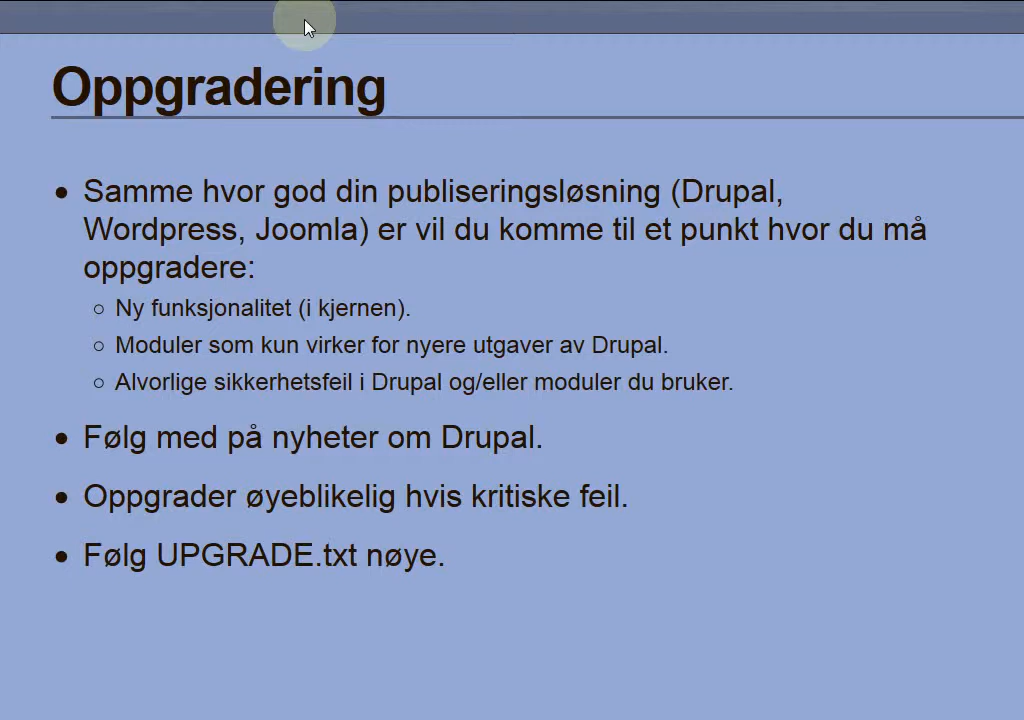 Oppgradering
• Samme hvor god din publiseringsløsning (Drupal,
Wordpress, Joomla) er vil du komme til et punkt hvor du må
oppgradere:
○ Ny funksjonalitet (i kjernen).
○ Moduler som kun virker for nyere utgaver av Drupal.
○ Alvorlige sikkerhetsfeil i Drupal og/eller moduler du bruker.
• Følg med på nyheter om Drupal.
• Oppgrader øyeblikelig hvis kritiske feil.
• Følg UPGRADE.txt nøye.